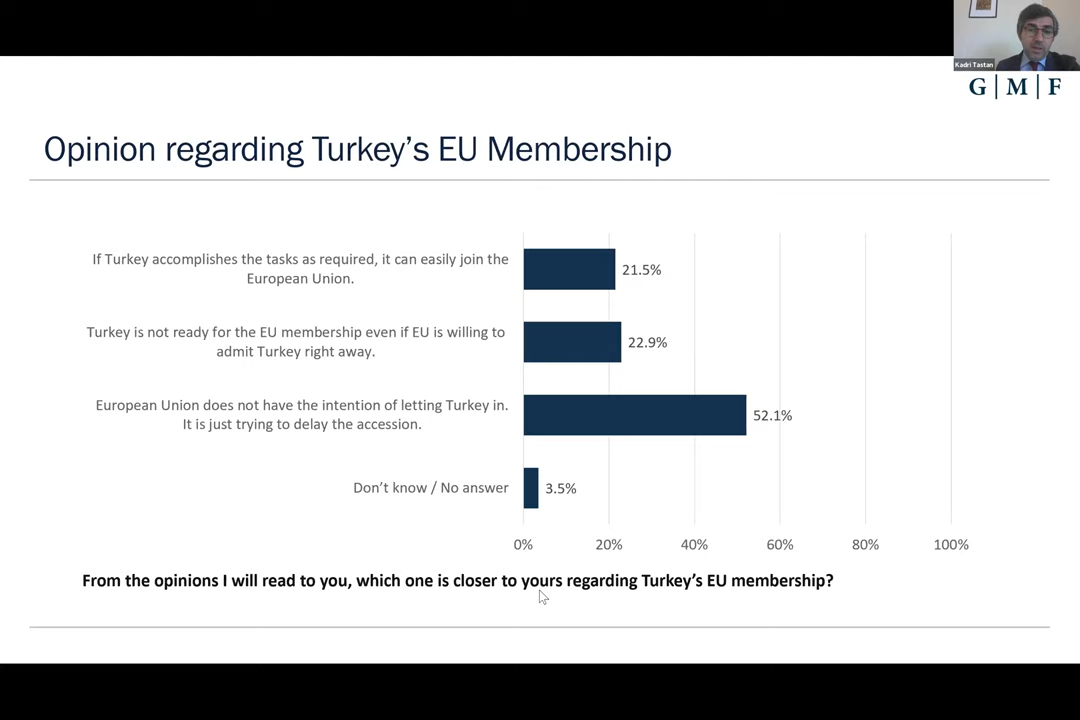 Kadri Tastan
G | M | F
Opinion regarding Turkey’s EU Membership
If Turkey accomplishes the tasks as required, it can easily join the
European Union.
21.5%
Turkey is not ready for the EU membership even if EU is willing to
admit Turkey right away.
22.9%
European Union does not have the intention of letting Turkey in.
It is just trying to delay the accession.
52.1%
Don’t know / No answer
3.5%
0% 20% 40% 60% 80% 100%
From the opinions I will read to you, which one is closer to yours regarding Turkey’s EU membership?